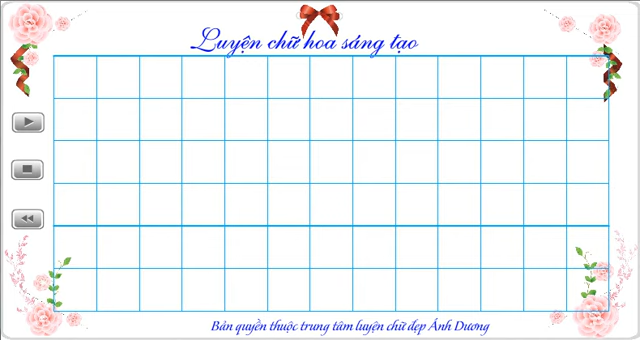 Luyện chữ hoa sáng tạo
Bản quyền thuộc trung tâm luyện chữ đẹp Ánh Dương